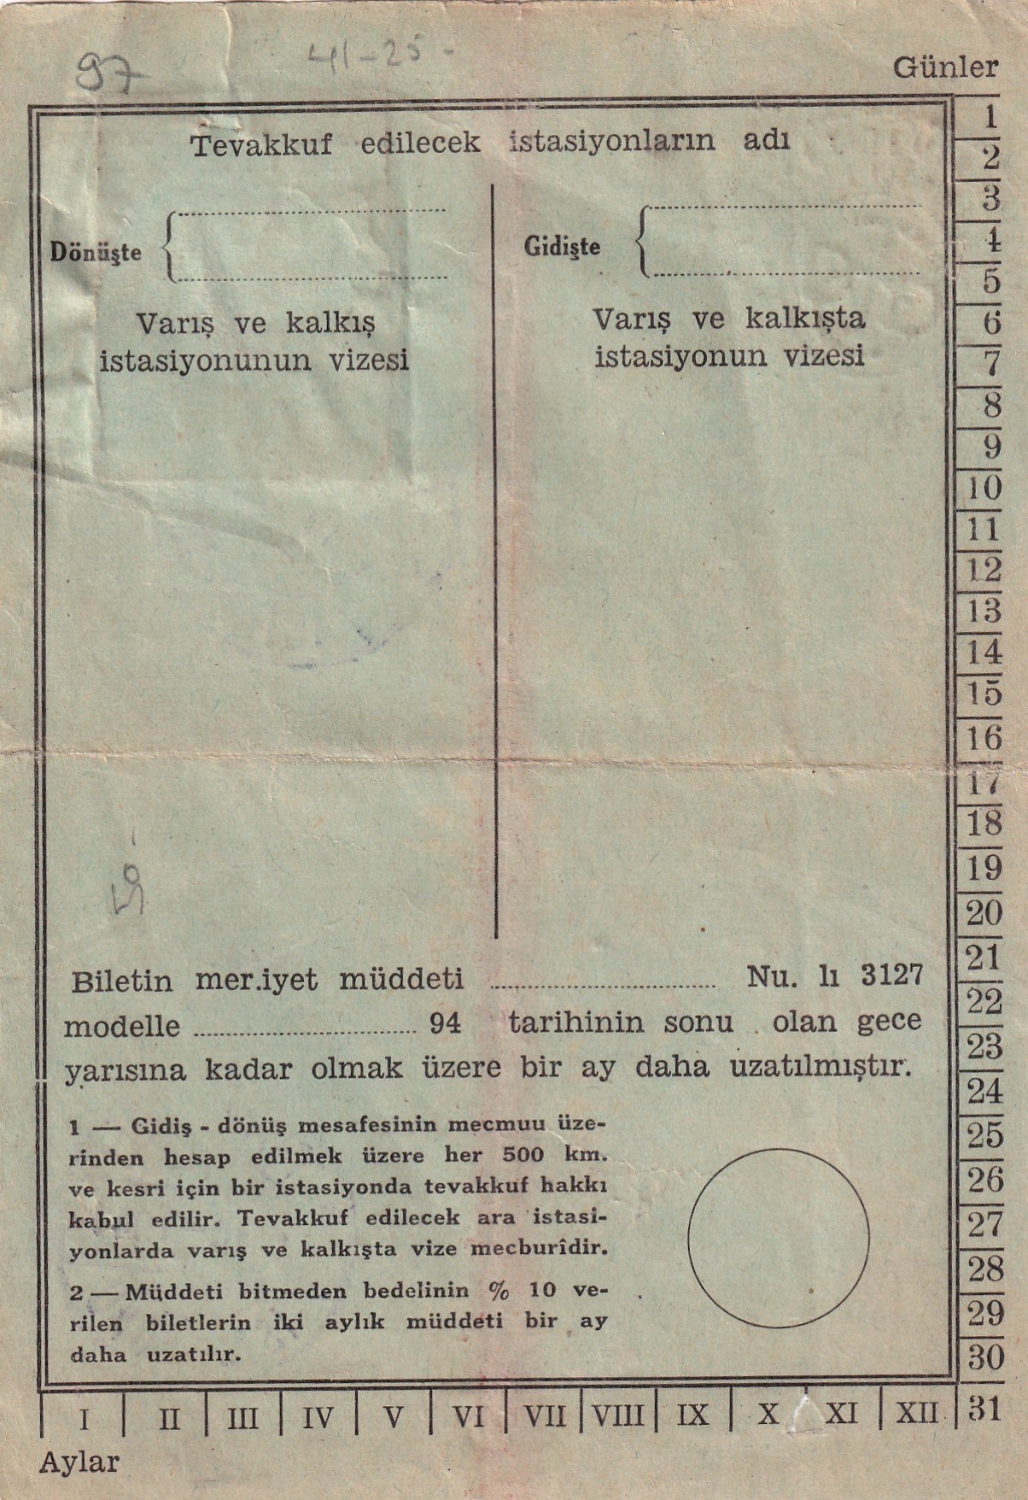 97
41-25-
Günler
Tevakkuf edilecek istasiyonların adı
Dönüşte
Gidişte
Varış ve kalkış
istasiyonunun vizesi
Varış ve kalkışta
istasiyonun vizesi
Biletin mer.iyet müddeti ........ Nu. lı 3127
modelle ........ 94 tarihinin sonu olan gece
yarısına kadar olmak üzere bir ay daha uzatılmıştır.
1 — Gidiş - dönüş mesafesinin mecmuu üze-
rinden hesap edilmek üzere her 500 km.
ve kesri için bir istasiyonda tevakkuf hakkı
kabul edilir. Tevakkuf edilecek ara istasi-
yonlarda varış ve kalkışta vize mecburîdir.
2 — Müddeti bitmeden bedelinin % 10 ve-
rilen biletlerin iki aylık müddeti bir ay
daha uzatılır.
1
2
3
4
5
6
7
8
9
10
11
12
13
14
15
16
17
18
19
20
21
22
23
24
25
26
27
28
29
30
31
I II III IV V VI VII VIII IX X XI XII
Aylar